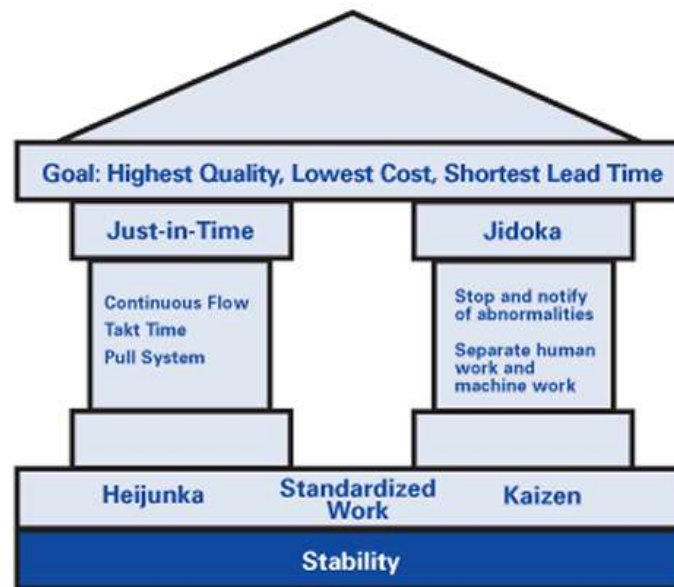 Goal: Highest Quality, Lowest Cost, Shortest Lead Time
Just-in-Time
Jidoka
Continuous Flow
Takt Time
Pull System
Stop and notify
of abnormalities
Separate human
work and
machine work
Heijunka
Standardized
Work
Kaizen
Stability